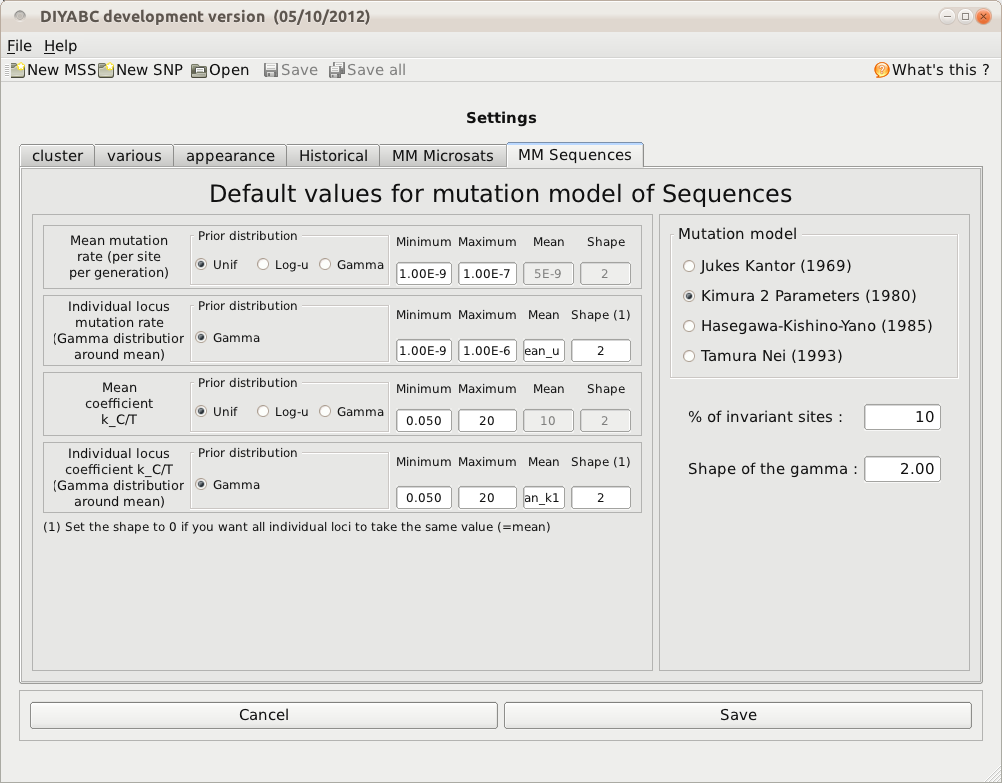 DIYABC development version (05/10/2012)
File Help
New MSS New SNP Open Save Save all What's this ?
Settings
cluster various appearance Historical MM Microsats MM Sequences
Default values for mutation model of Sequences
Mean mutation
rate (per site
per generation)
Prior distribution
Unif Log-u Gamma
Minimum Maximum Mean Shape
1.00E-9 1.00E-7 5E-9 2
Individual locus
mutation rate
(Gamma distributior
around mean)
Prior distribution
Gamma
Minimum Maximum Mean Shape (1)
1.00E-9 1.00E-6 ean_u 2
Mean
coefficient
k_C/T
Prior distribution
Unif Log-u Gamma
Minimum Maximum Mean Shape
0.050 20 10 2
Individual locus
coefficient k_C/T
(Gamma distributior
around mean)
Prior distribution
Gamma
Minimum Maximum Mean Shape (1)
0.050 20 an_k1 2
(1) Set the shape to 0 if you want all individual loci to take the same value (=mean)
Mutation model
Jukes Kantor (1969)
Kimura 2 Parameters (1980)
Hasegawa-Kishino-Yano (1985)
Tamura Nei (1993)
% of invariant sites : 10
Shape of the gamma : 2.00
Cancel Save